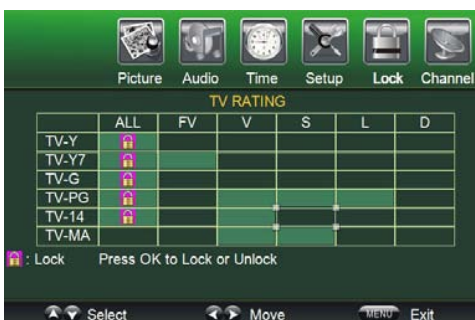 Picture Audio Time Setup Lock Channel
TV RATING
ALL FV V S L D
TV-Y
TV-Y7
TV-G
TV-PG
TV-14
TV-MA
: Lock Press OK to Lock or Unlock
Select Move MENU Exit